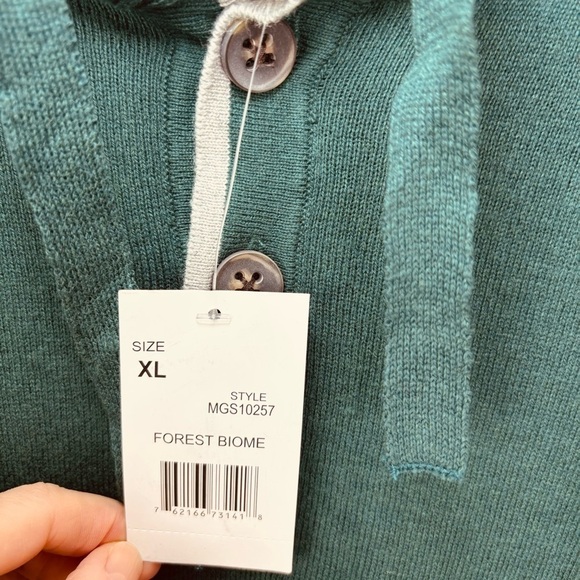 SIZE
XL
STYLE
MGS10257
FOREST BIOME
7 62166 73141 8